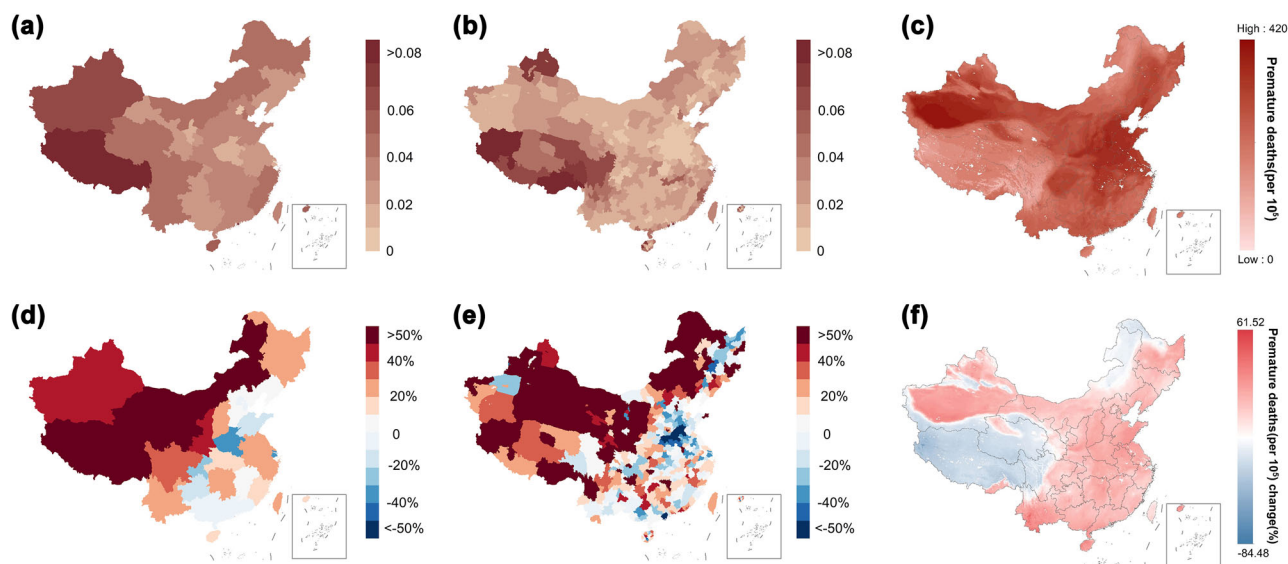 (a)
>0.08
0.06
0.04
0.02
0
(b)
>0.08
0.06
0.04
0.02
0
(c)
High : 420
Premature deaths(per 10⁵)
Low : 0
(d)
>50%
40%
20%
0
-20%
-40%
<-50%
(e)
>50%
40%
20%
0
-20%
-40%
<-50%
(f)
61.52
Premature deaths(per 10⁵) change(%)
-84.48